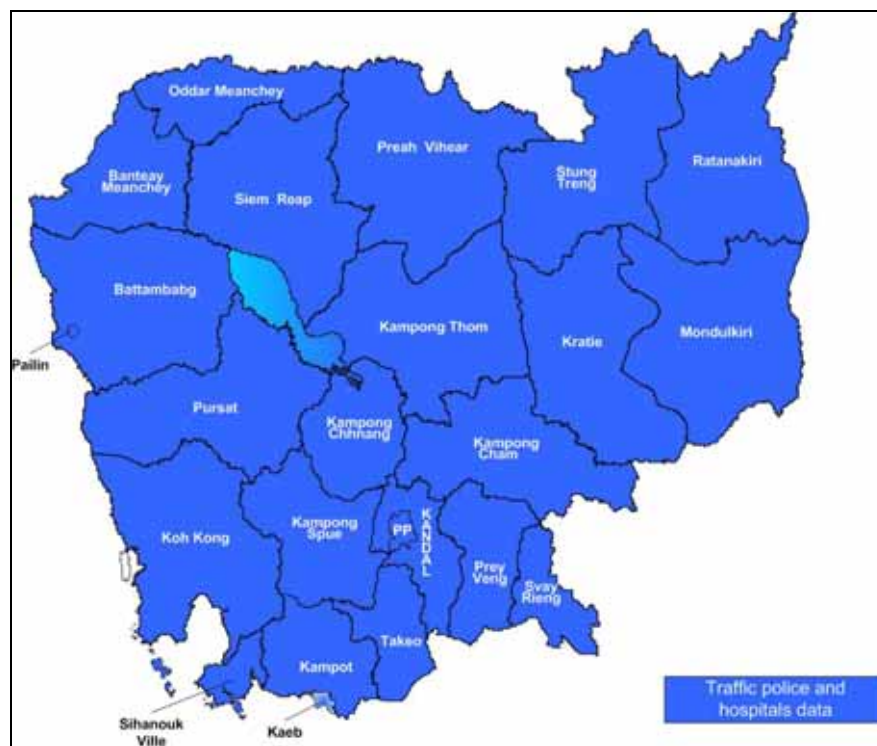 Oddar Meanchey
Preah Vihear
Stung
Treng
Ratanakiri
Banteay
Meanchey
Siem Reap
Battambabg
Kampong Thom
Kratie
Mondulkiri
Pailin
Pursat
Kampong
Chhnang
Kampong
Cham
Koh Kong
Kampong
Spue
PP
KANDAL
Prey
Veng
Svay
Rieng
Takeo
Kampot
Sihanouk
Ville
Kaeb
Traffic police and
hospitals data